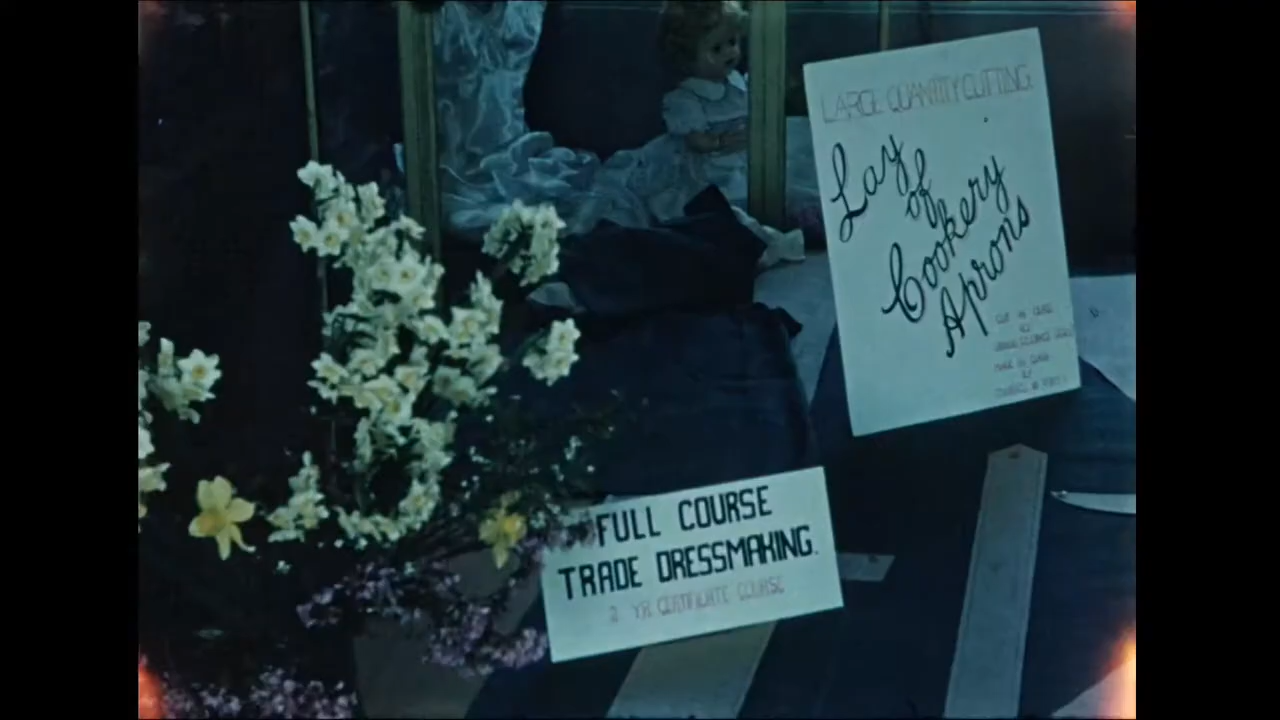 LARGE QUANTITY CUTTING.
Lay
of
Cookery
Aprons
FULL COURSE
TRADE DRESSMAKING.
2 YR CERTIFICATE COURSE